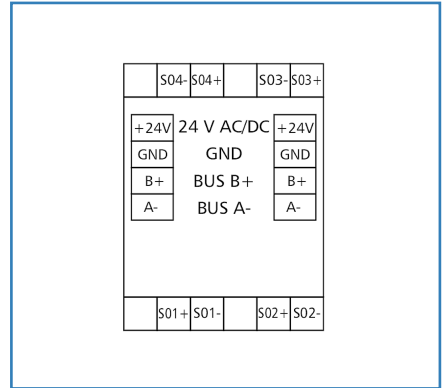 S04- S04+ S03- S03+
+24V 24 V AC/DC +24V
GND GND GND
B+ BUS B+ B+
A- BUS A- A-
S01+ S01- S02+ S02-